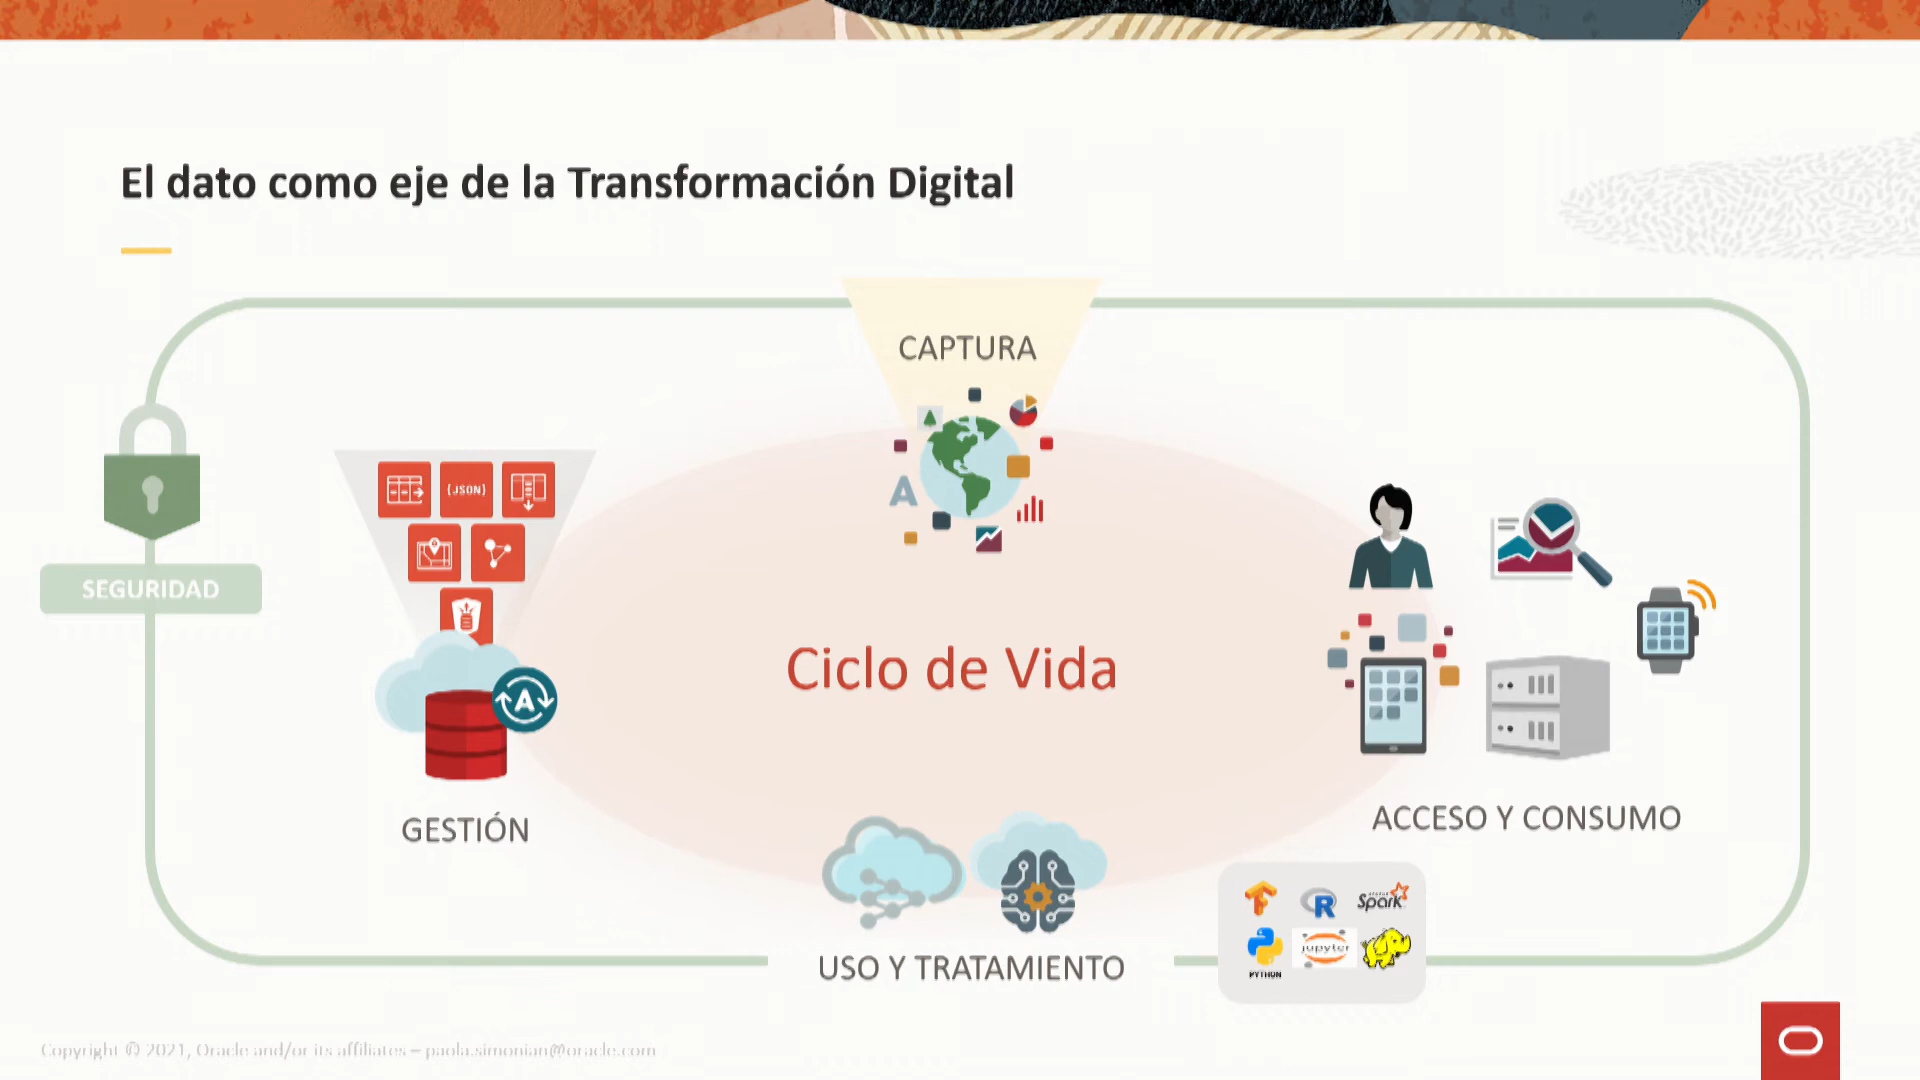 El dato como eje de la Transformación Digital
CAPTURA
A
{JSON}
SEGURIDAD
A
Ciclo de Vida
GESTIÓN
ACCESO Y CONSUMO
R
APACHE
Spark
PYTHON
jupyter
USO Y TRATAMIENTO
Copyright © 2021, Oracle and/or its affiliates – paola.simonian@oracle.com